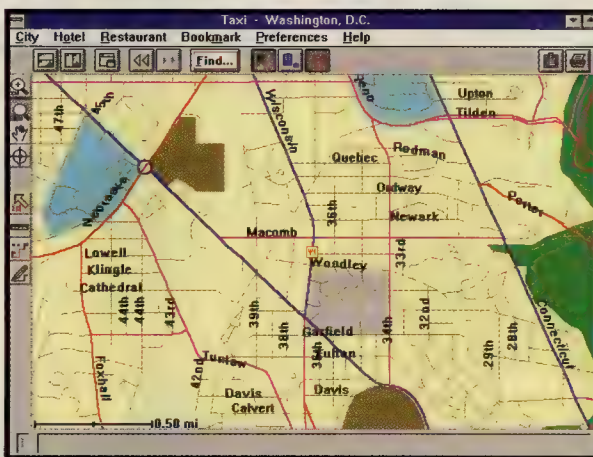 Taxi - Washington, D.C.
City Hotel Restaurant Bookmark Preferences Help
Find...
47th
Wisconsin
Upton
Tilden
Quebec
Rodman
Ordway
Porter
Nebraska
36th
Newark
Macomb
33rd
Lowell
Woodley
Klingle
Cathedral
44th
44th
43rd
39th
38th
34th
32nd
29th
28th
Connecticut
Garfield
Fulton
Foxhall
42nd
Tunlaw
Davis
Davis
Calvert
0.50 mi